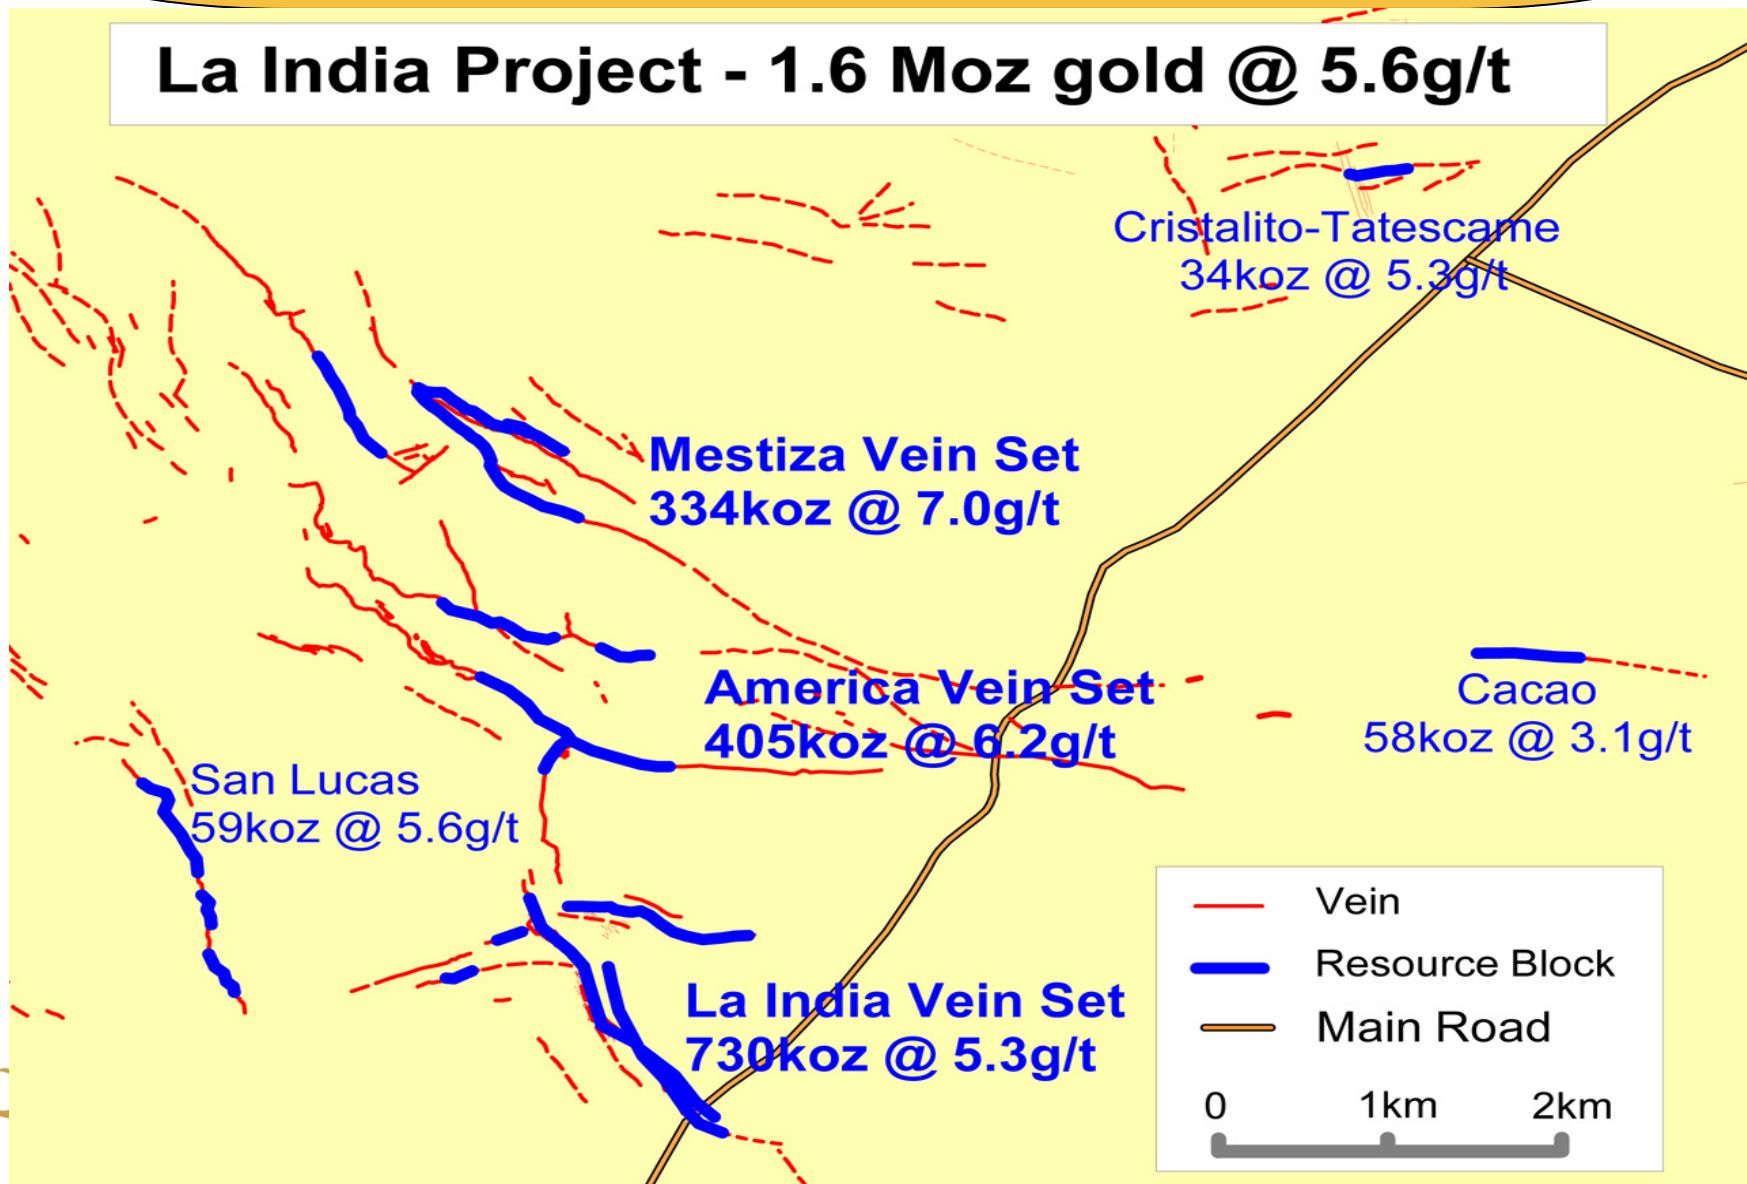 La India Project - 1.6 Moz gold @ 5.6g/t
Cristalito-Tatescame
34koz @ 5.3g/t
Mestiza Vein Set
334koz @ 7.0g/t
America Vein Set
405koz @ 6.2g/t
Cacao
58koz @ 3.1g/t
San Lucas
59koz @ 5.6g/t
La India Vein Set
730koz @ 5.3g/t
Vein
Resource Block
Main Road
0 1km 2km